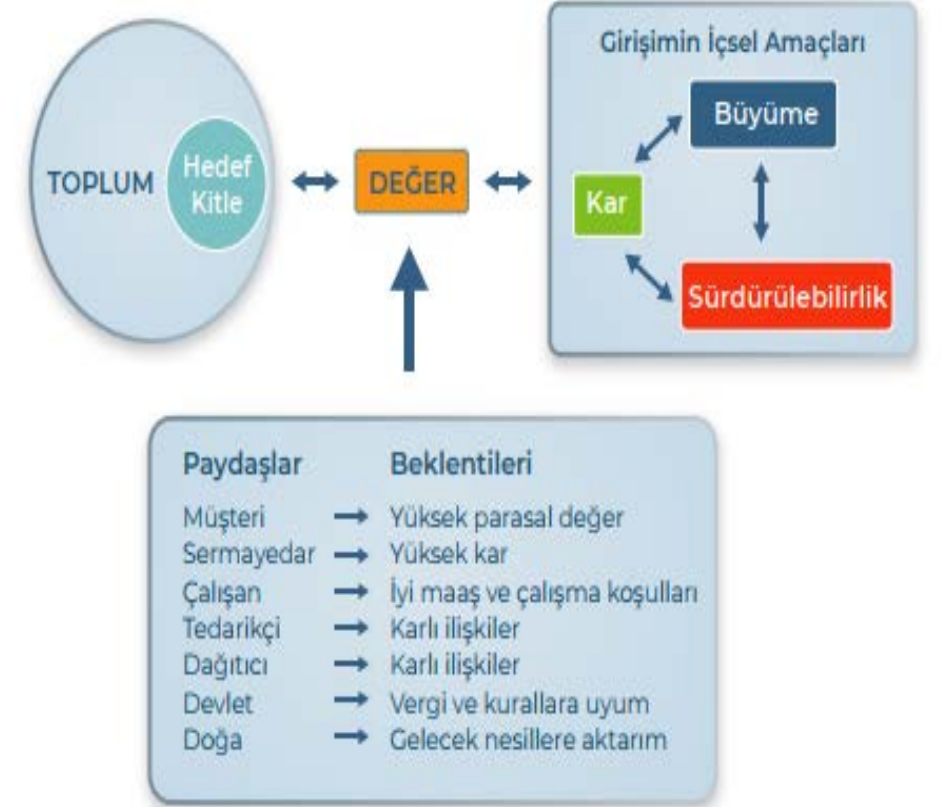 Girişimin İçsel Amaçları
Büyüme
TOPLUM
Hedef
Kitle
DEĞER
Kar
Sürdürülebilirlik
Paydaşlar Beklentileri
Müşteri → Yüksek parasal değer
Sermayedar → Yüksek kar
Çalışan → İyi maaş ve çalışma koşulları
Tedarikçi → Karlı ilişkiler
Dağıtıcı → Karlı ilişkiler
Devlet → Vergi ve kurallara uyum
Doğa → Gelecek nesillere aktarım